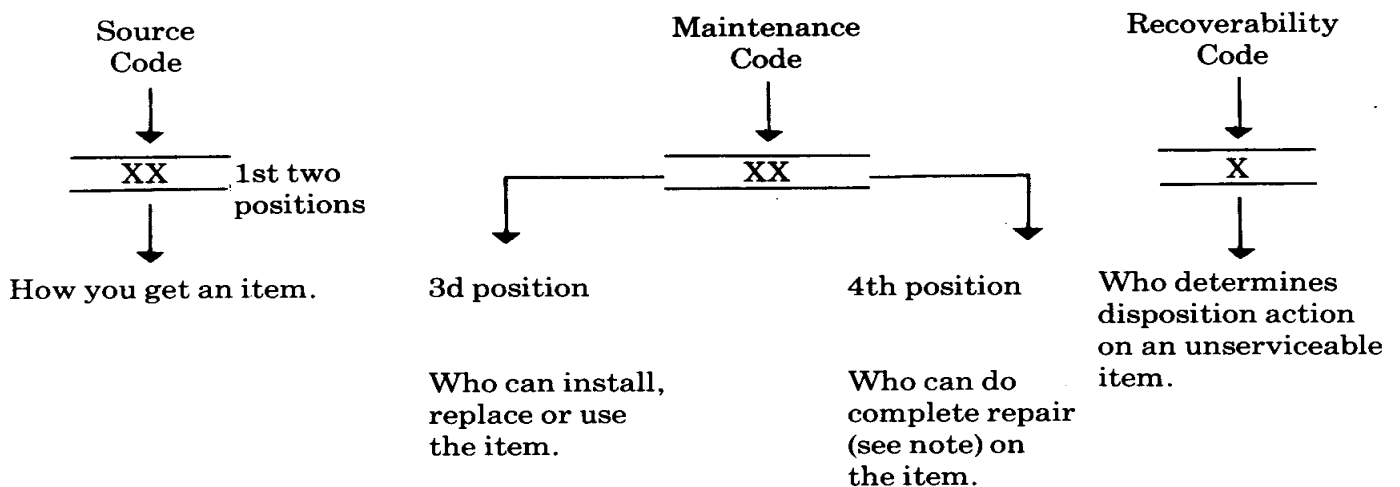 Source
Code
XX
1st two
positions
How you get an item.
Maintenance
Code
XX
3d position
Who can install,
replace or use
the item.
4th position
Who can do
complete repair
(see note) on
the item.
Recoverability
Code
X
Who determines
disposition action
on an unserviceable
item.